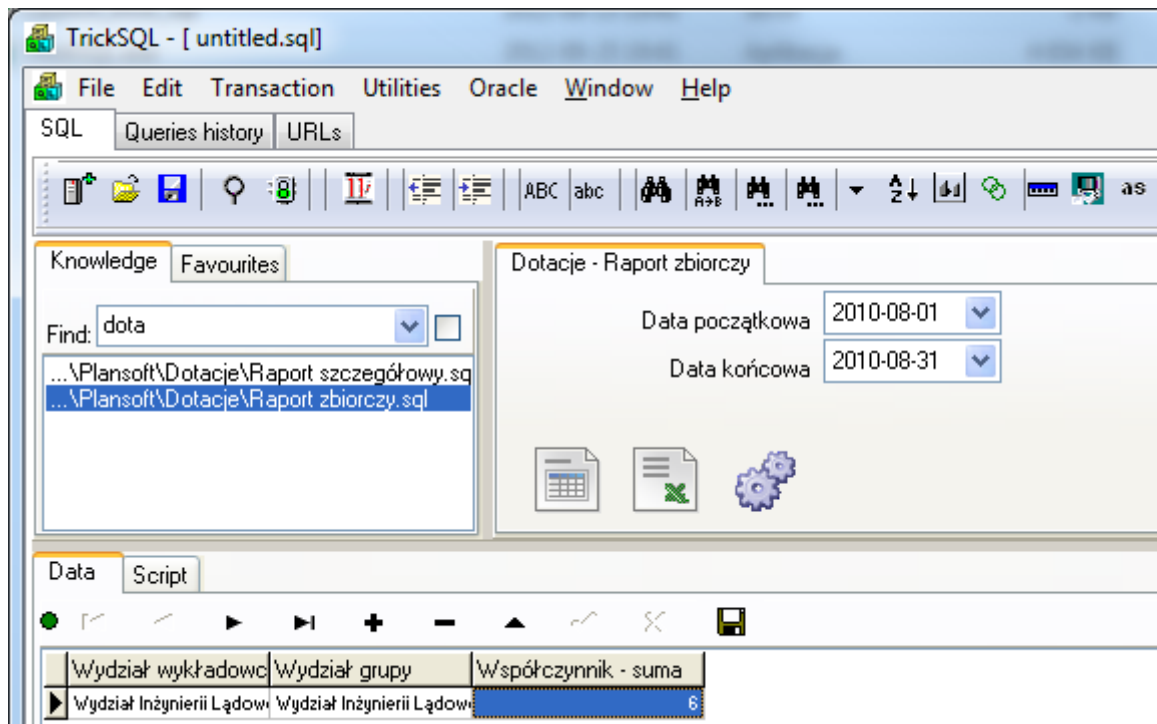 TrickSQL - [ untitled.sql]
File Edit Transaction Utilities Oracle Window Help
SQL Queries history URLs
ABC abc A→B as
Knowledge Favourites
Find: dota
...\Plansoft\Dotacje\Raport szczegółowy.sq
...\Plansoft\Dotacje\Raport zbiorczy.sql
Dotacje - Raport zbiorczy
Data początkowa 2010-08-01
Data końcowa 2010-08-31
Data Script
Wydział wykładowc Wydział grupy Współczynnik - suma
Wydział Inżynierii Lądow Wydział Inżynierii Lądow 6